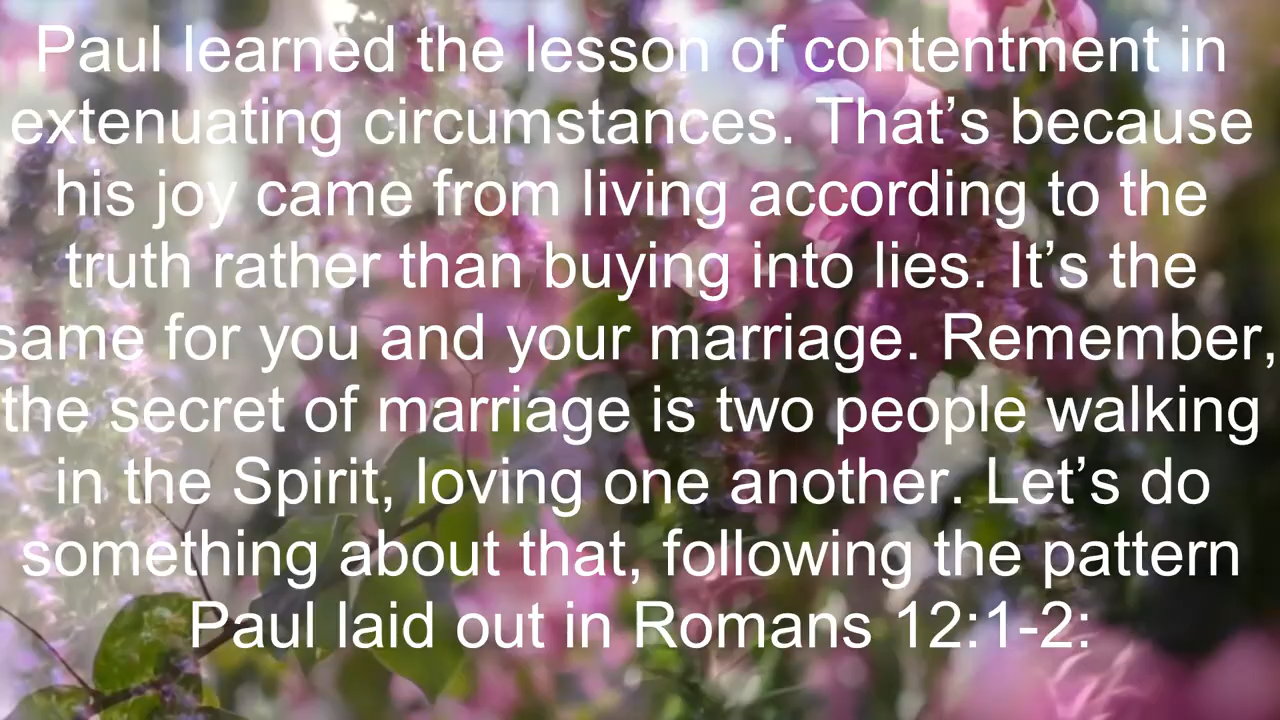 Paul learned the lesson of contentment in
extenuating circumstances. That’s because
his joy came from living according to the
truth rather than buying into lies. It’s the
same for you and your marriage. Remember,
the secret of marriage is two people walking
in the Spirit, loving one another. Let’s do
something about that, following the pattern
Paul laid out in Romans 12:1-2: